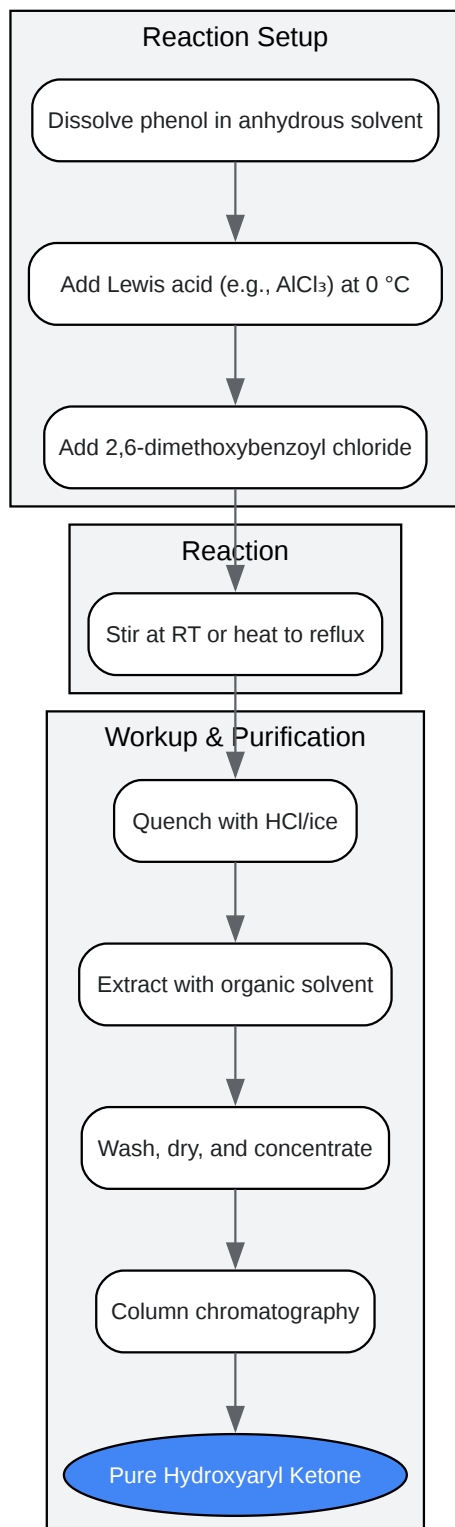 Reaction Setup
Dissolve phenol in anhydrous solvent
Add Lewis acid (e.g., AlCl₃) at 0 °C
Add 2,6-dimethoxybenzoyl chloride
Reaction
Stir at RT or heat to reflux
Workup & Purification
Quench with HCl/ice
Extract with organic solvent
Wash, dry, and concentrate
Column chromatography
Pure Hydroxyaryl Ketone